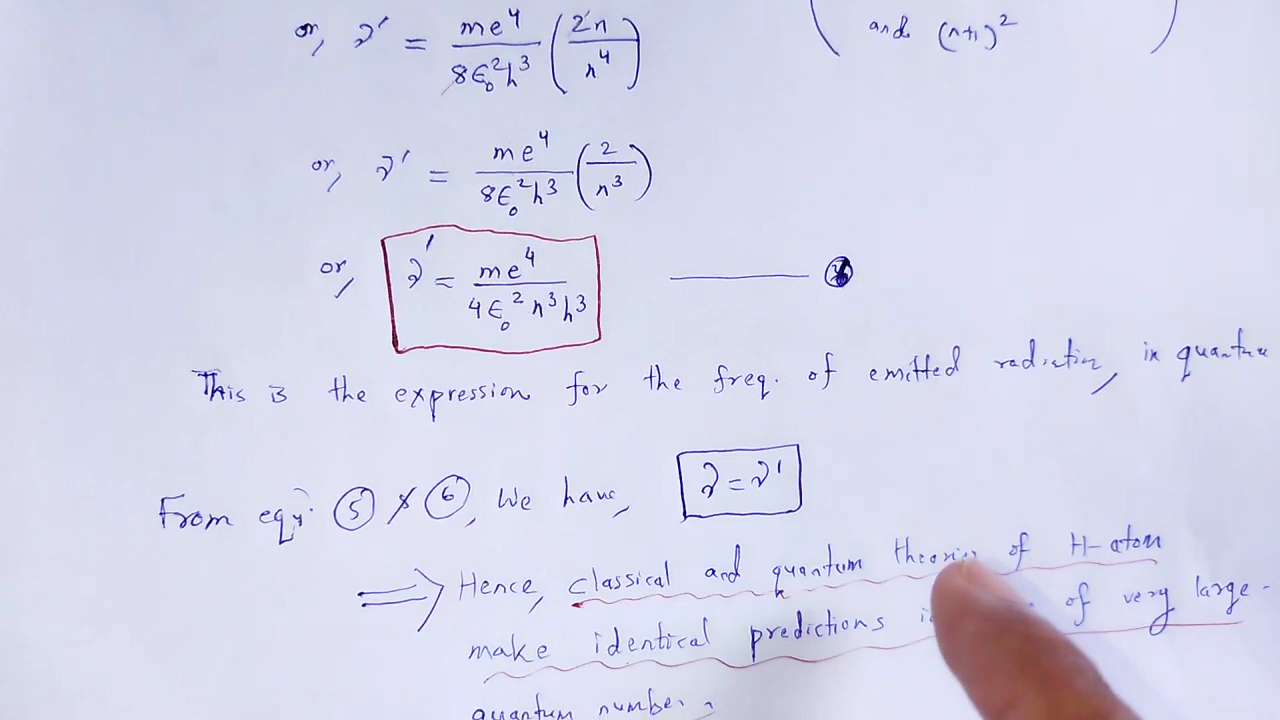 or, ν′ = me⁴/8ε₀²h³ (2n/n⁴)
and (n+1)²
or, ν′ = me⁴/8ε₀²h³ (2/n³)
or, ν′ = me⁴/4ε₀²n³h³ ⑥
This is the expression for the freq. of emitted radiation, in quantum
From eqn. ⑤ & ⑥, we have, ν = ν′
⇒ Hence, classical and quantum theories of H-atom
make identical predictions of very large-
quantum number.